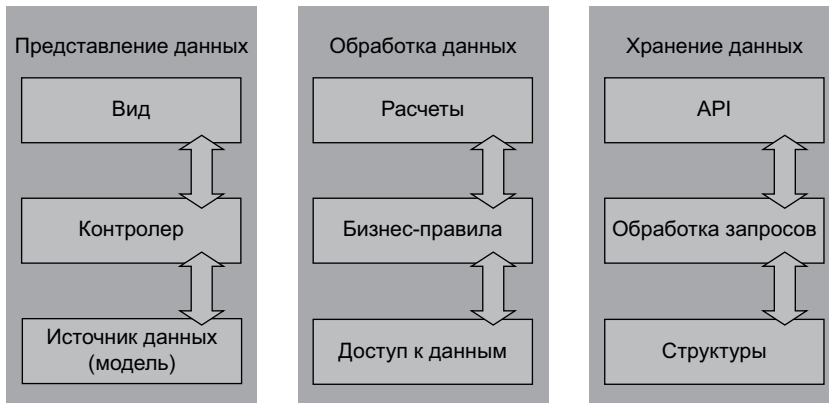 Представление данных
Вид
Контролер
Источник данных
(модель)
Обработка данных
Расчеты
Бизнес-правила
Доступ к данным
Хранение данных
API
Обработка запросов
Структуры